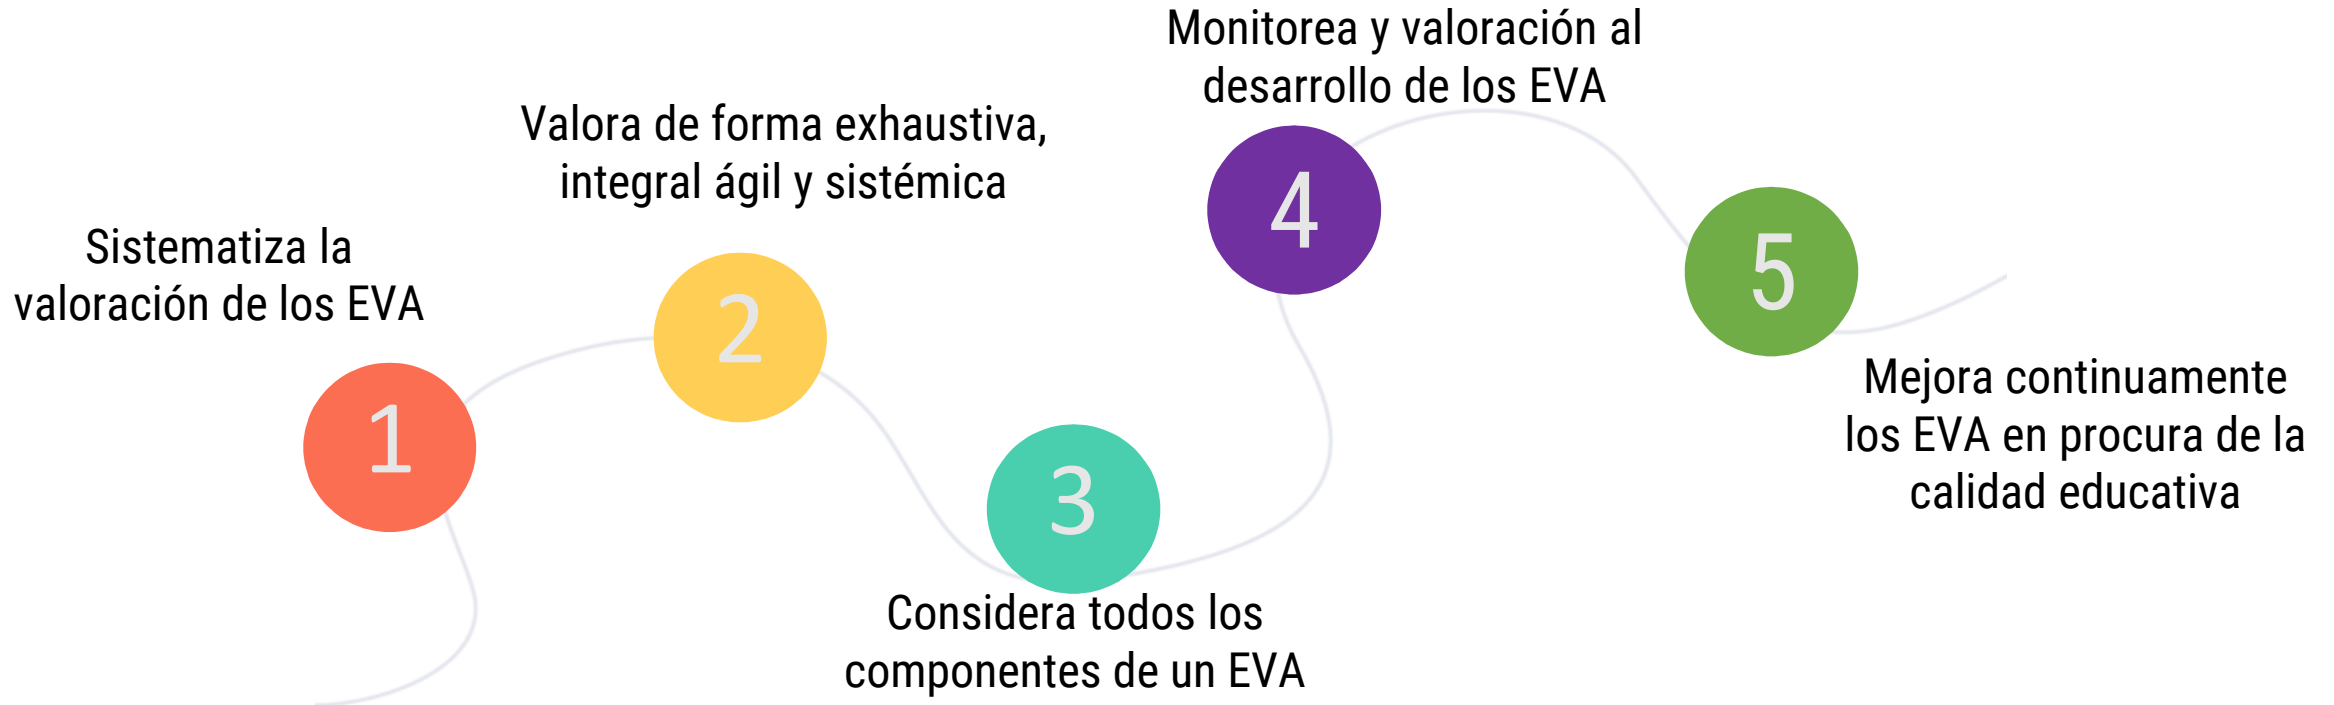 Sistematiza la
valoración de los EVA
1
Valora de forma exhaustiva,
integral ágil y sistémica
2
3
Considera todos los
componentes de un EVA
Monitorea y valoración al
desarrollo de los EVA
4
5
Mejora continuamente
los EVA en procura de la
calidad educativa